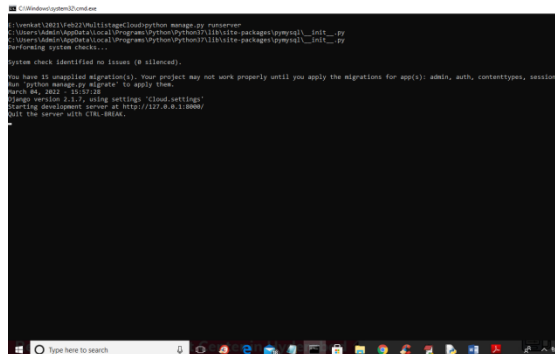 C:\Windows\system32\cmd.exe
E:\venkat\2021\Feb22\MultistageCloud>python manage.py runserver
C:\Users\Admin\AppData\Local\Programs\Python\Python37\lib\site-packages\pymysql\__init__.py
C:\Users\Admin\AppData\Local\Programs\Python\Python37\lib\site-packages\pymysql\__init__.py
Performing system checks...
System check identified no issues (0 silenced).
You have 15 unapplied migration(s). Your project may not work properly until you apply the migrations for app(s): admin, auth, contenttypes, session
Run 'python manage.py migrate' to apply them.
March 04, 2022 - 15:57:28
Django version 2.1.7, using settings 'Cloud.settings'
Starting development server at http://127.0.0.1:8000/
Quit the server with CTRL-BREAK.
Type here to search